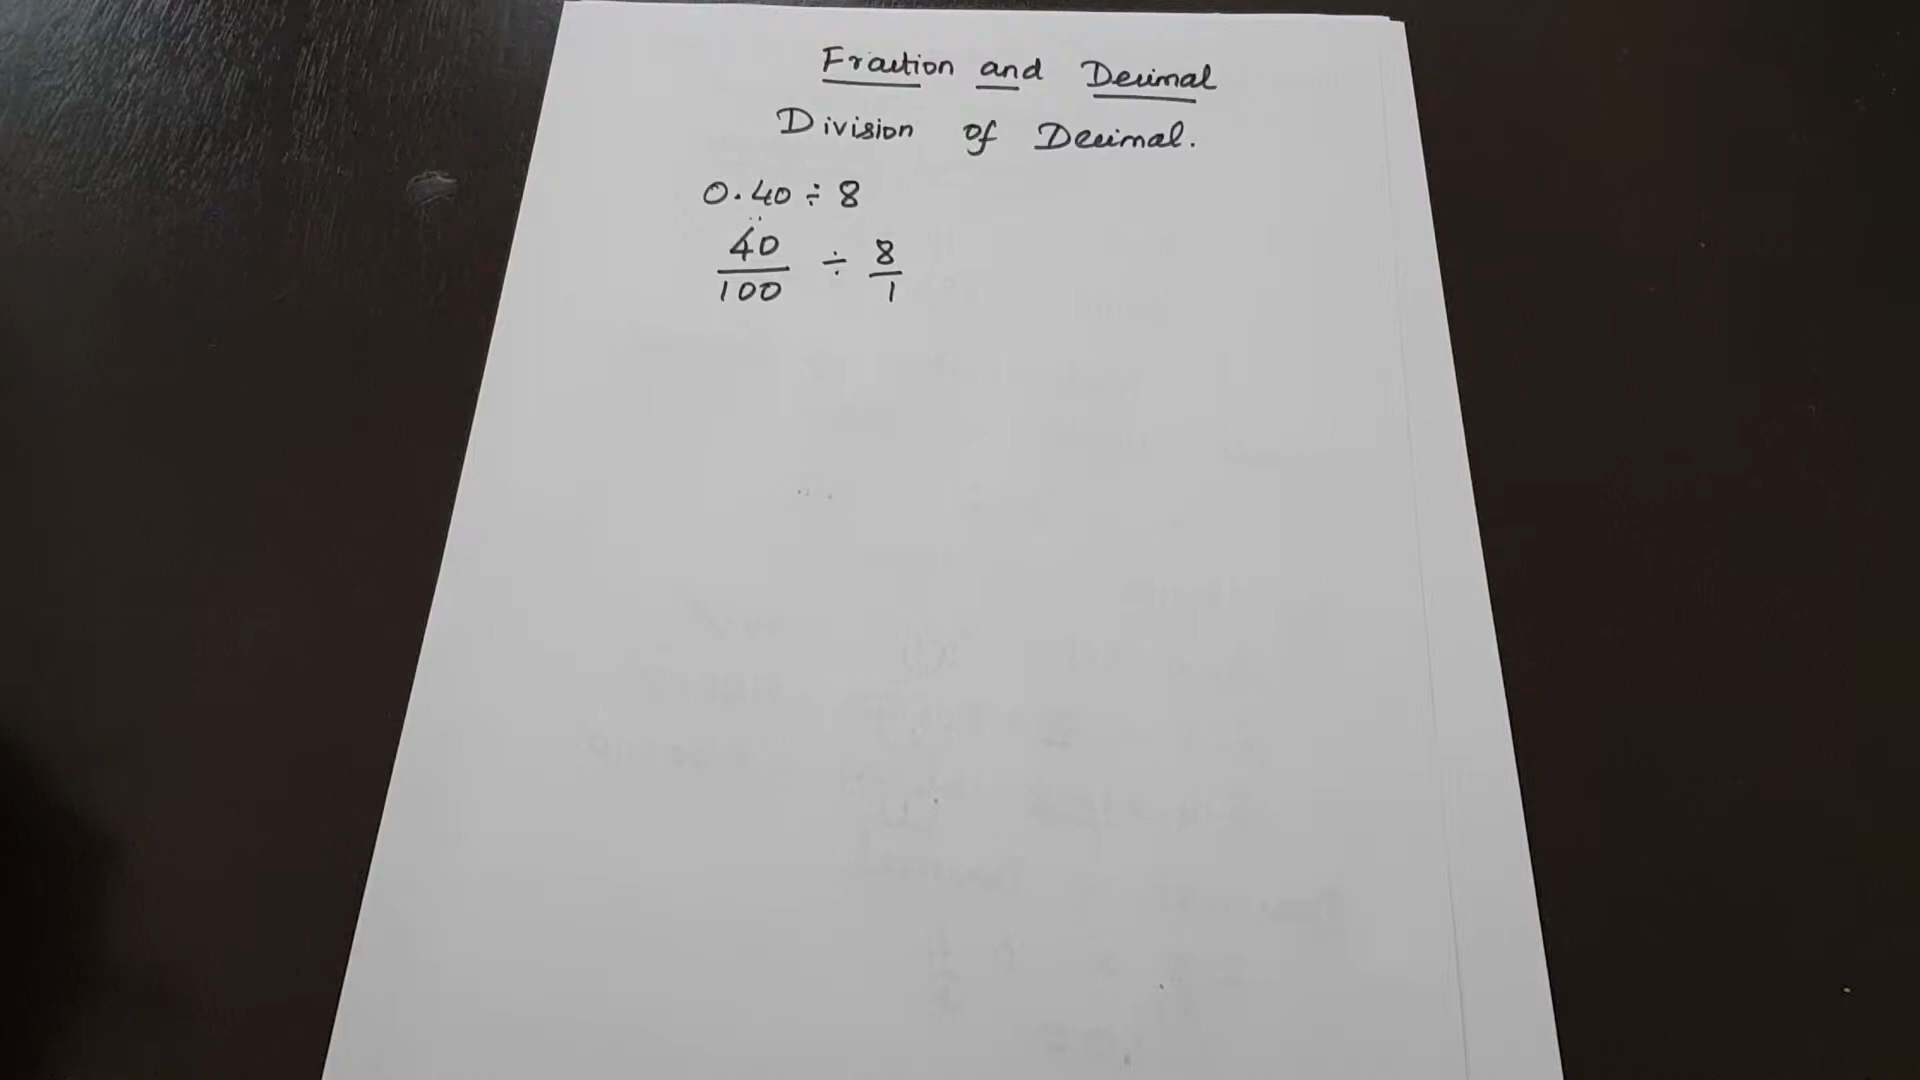 Fraction and Decimal
Division of Decimal.
0.40 ÷ 8
40/100 ÷ 8/1